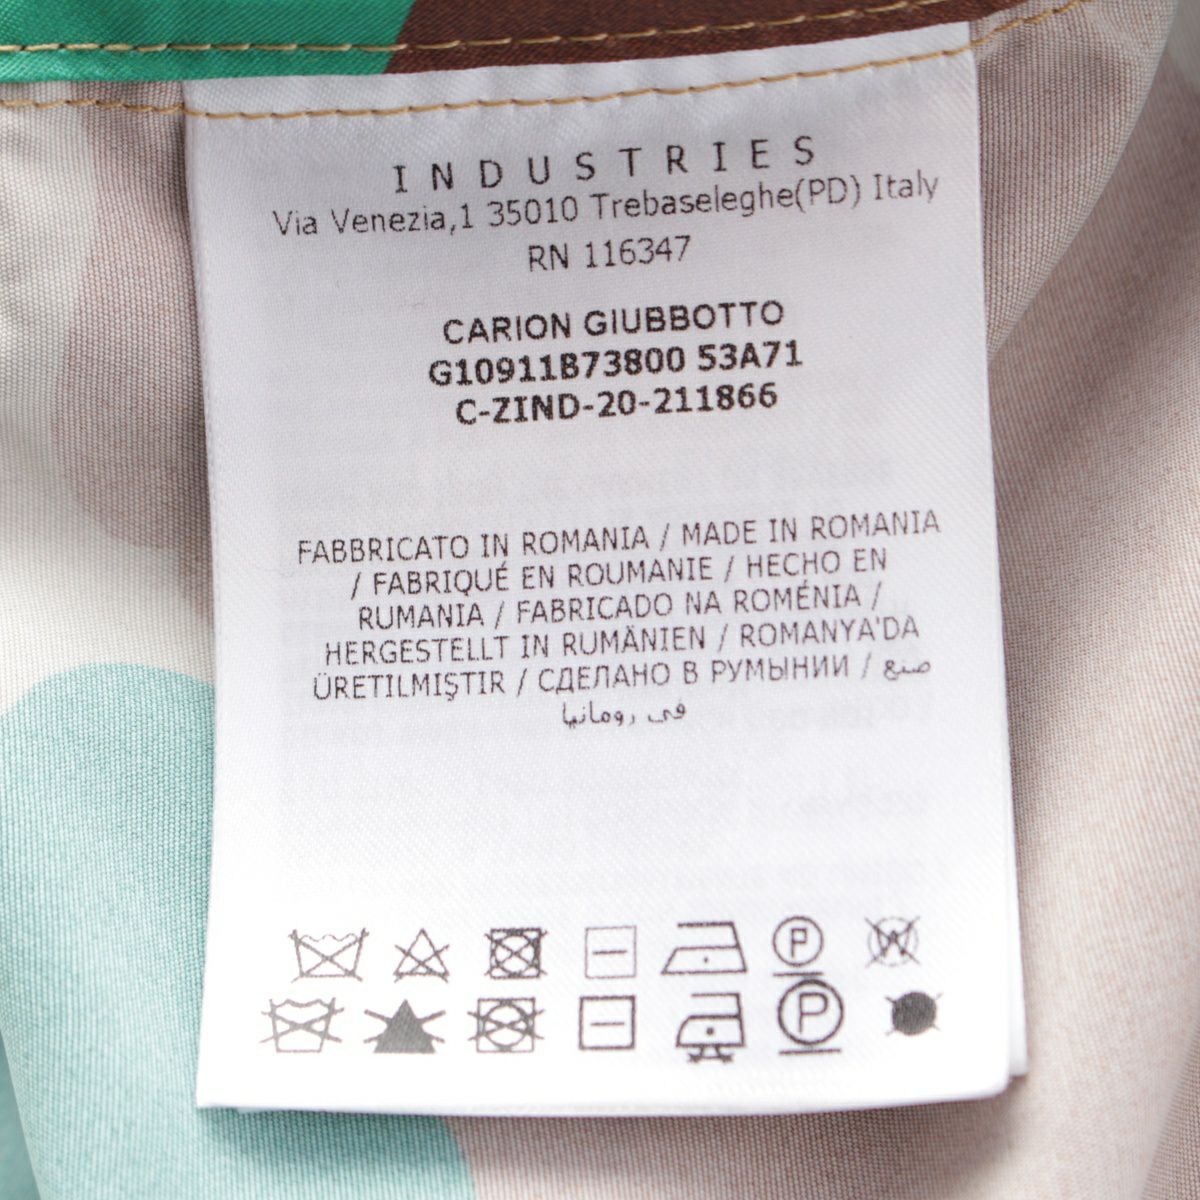 INDUSTRIES
Via Venezia,1 35010 Trebaseleghe(PD) Italy
RN 116347
CARION GIUBBOTTO
G10911B73800 53A71
C-ZIND-20-211866
FABBRICATO IN ROMANIA / MADE IN ROMANIA
/ FABRIQUÉ EN ROUMANIE / HECHO EN
RUMANIA / FABRICADO NA ROMÉNIA /
HERGESTELLT IN RUMÄNIEN / ROMANYA'DA
ÜRETILMIŞTIR / СДЕЛАНО В РУМЫНИИ / صنع
في رومانيا
P W
P